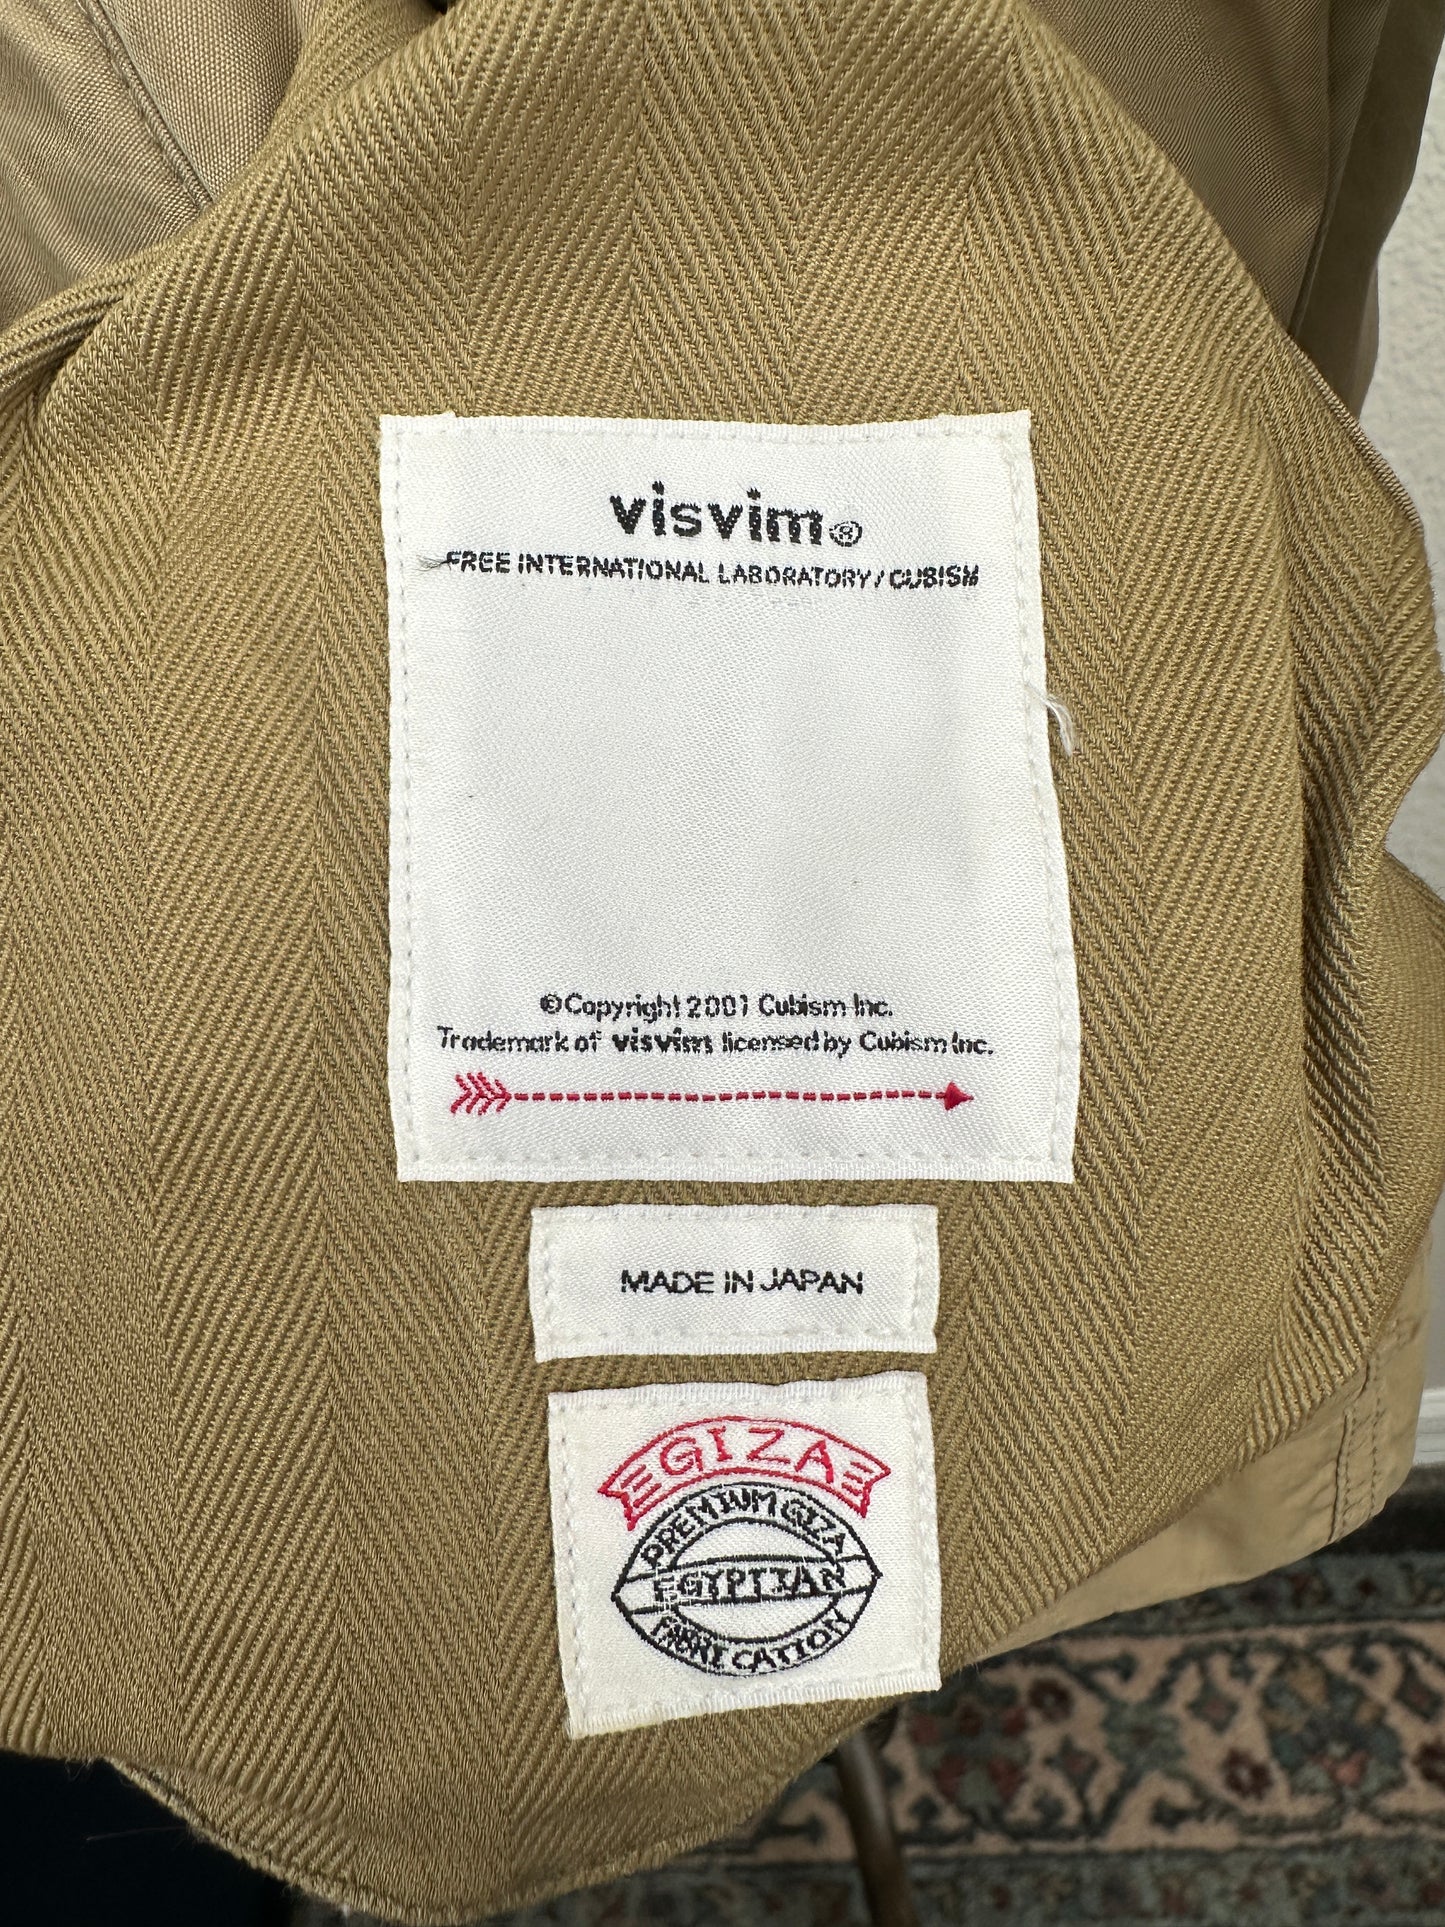 visvim®
FREE INTERNATIONAL LABORATORY / CUBISM
©Copyright 2001 Cubism Inc.
Trademark of visvim licensed by Cubism Inc.
MADE IN JAPAN
GIZA
PREMIUM GIZA
EGYPTIAN
FABRICATION